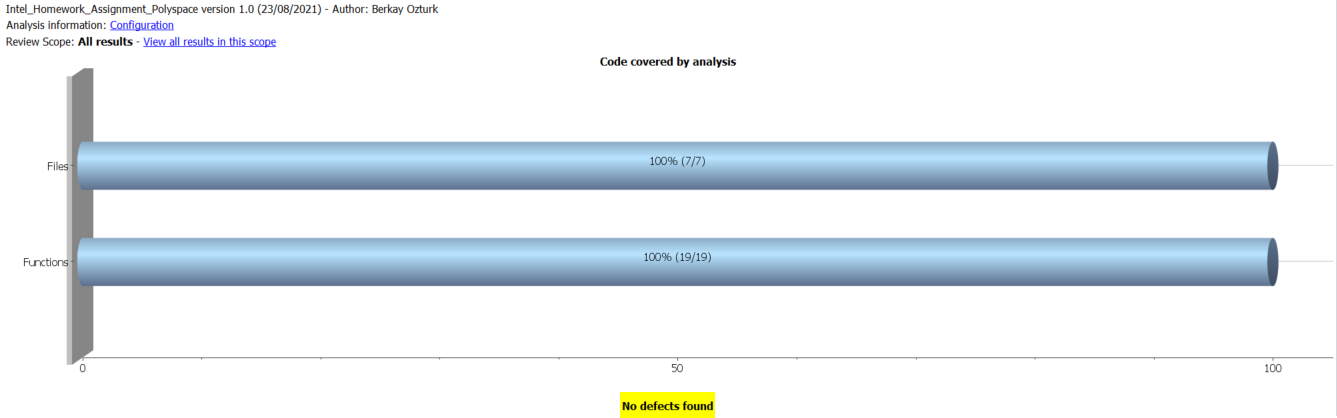 Intel_Homework_Assignment_Polyspace version 1.0 (23/08/2021) - Author: Berkay Ozturk
Analysis information: Configuration
Review Scope: All results - View all results in this scope
Code covered by analysis
Files
100% (7/7)
Functions
100% (19/19)
0 50 100
No defects found